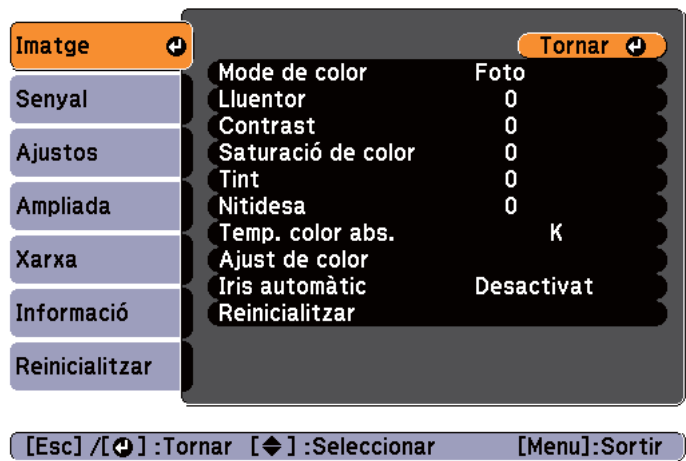 Imatge
Senyal
Ajustos
Ampliada
Xarxa
Informació
Reinicialitzar
Tornar
Mode de color Foto
Lluentor 0
Contrast 0
Saturació de color 0
Tint 0
Nitidesa 0
Temp. color abs. K
Ajust de color
Iris automàtic Desactivat
Reinicialitzar
[Esc] /[ ] :Tornar [ ] :Seleccionar [Menu]:Sortir